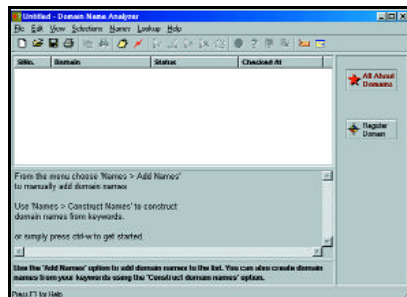 Untitled - Domain Name Analyzer
File Edit View Selections Names Lookup Help
SlNo. Domain Status Checked At
All About
Domains
Register
Domain
From the menu choose 'Names > Add Names'
to manually add domain names
Use 'Names > Construct Names' to construct
domain names from keywords.
or simply press ctrl-w to get started
Use the 'Add Names' option to add domain names to the list. You can also create domain
names from your keywords using the 'Construct domain names' option.
Press F1 for Help